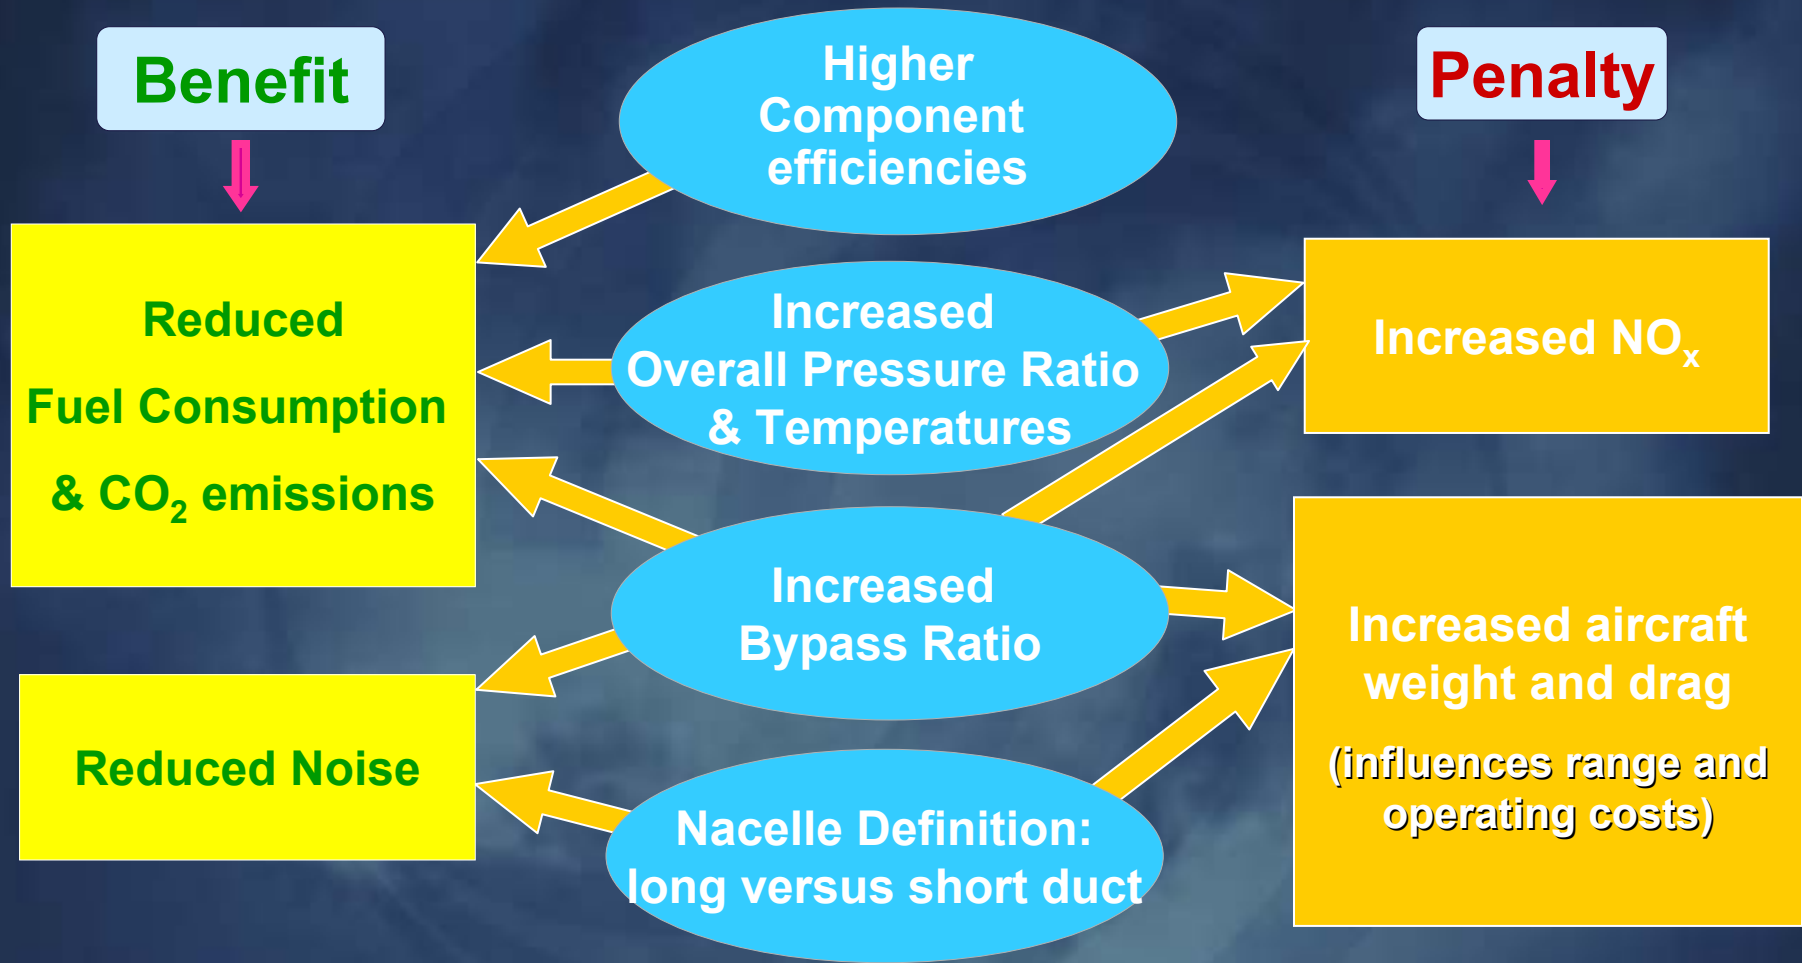 Benefit
Higher
Component
efficiencies
Penalty
Reduced
Fuel Consumption
& CO₂ emissions
Increased
Overall Pressure Ratio
& Temperatures
Increased NOₓ
Increased
Bypass Ratio
Increased aircraft
weight and drag
(influences range and
operating costs)
Reduced Noise
Nacelle Definition:
long versus short duct